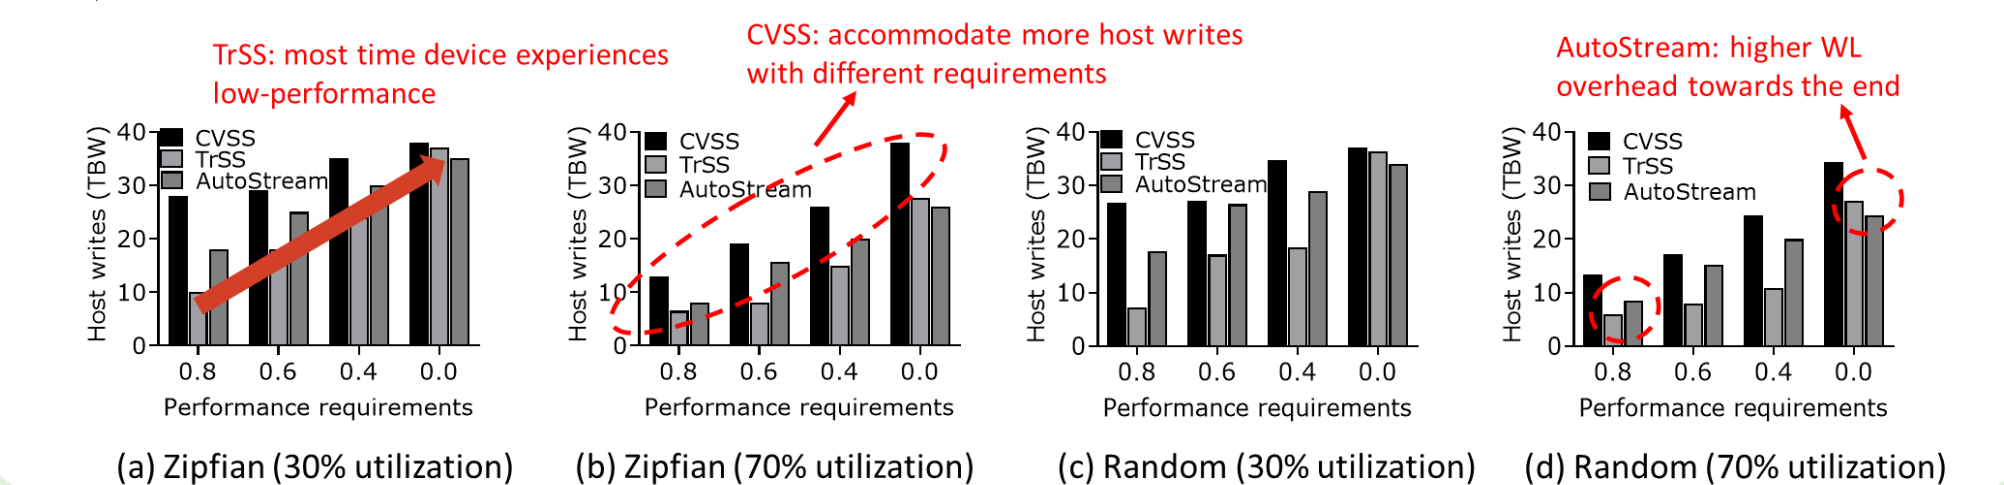 TrSS: most time device experiences
low-performance
CVSS: accommodate more host writes
with different requirements
AutoStream: higher WL
overhead towards the end
Host writes (TBW)
40
30
20
10
0
CVSS
TrSS
AutoStream
0.8 0.6 0.4 0.0
Performance requirements
(a) Zipfian (30% utilization)
Host writes (TBW)
40
30
20
10
0
CVSS
TrSS
AutoStream
0.8 0.6 0.4 0.0
Performance requirements
(b) Zipfian (70% utilization)
Host writes (TBW)
40
30
20
10
0
CVSS
TrSS
AutoStream
0.8 0.6 0.4 0.0
Performance requirements
(c) Random (30% utilization)
Host writes (TBW)
40
30
20
10
0
CVSS
TrSS
AutoStream
0.8 0.6 0.4 0.0
Performance requirements
(d) Random (70% utilization)